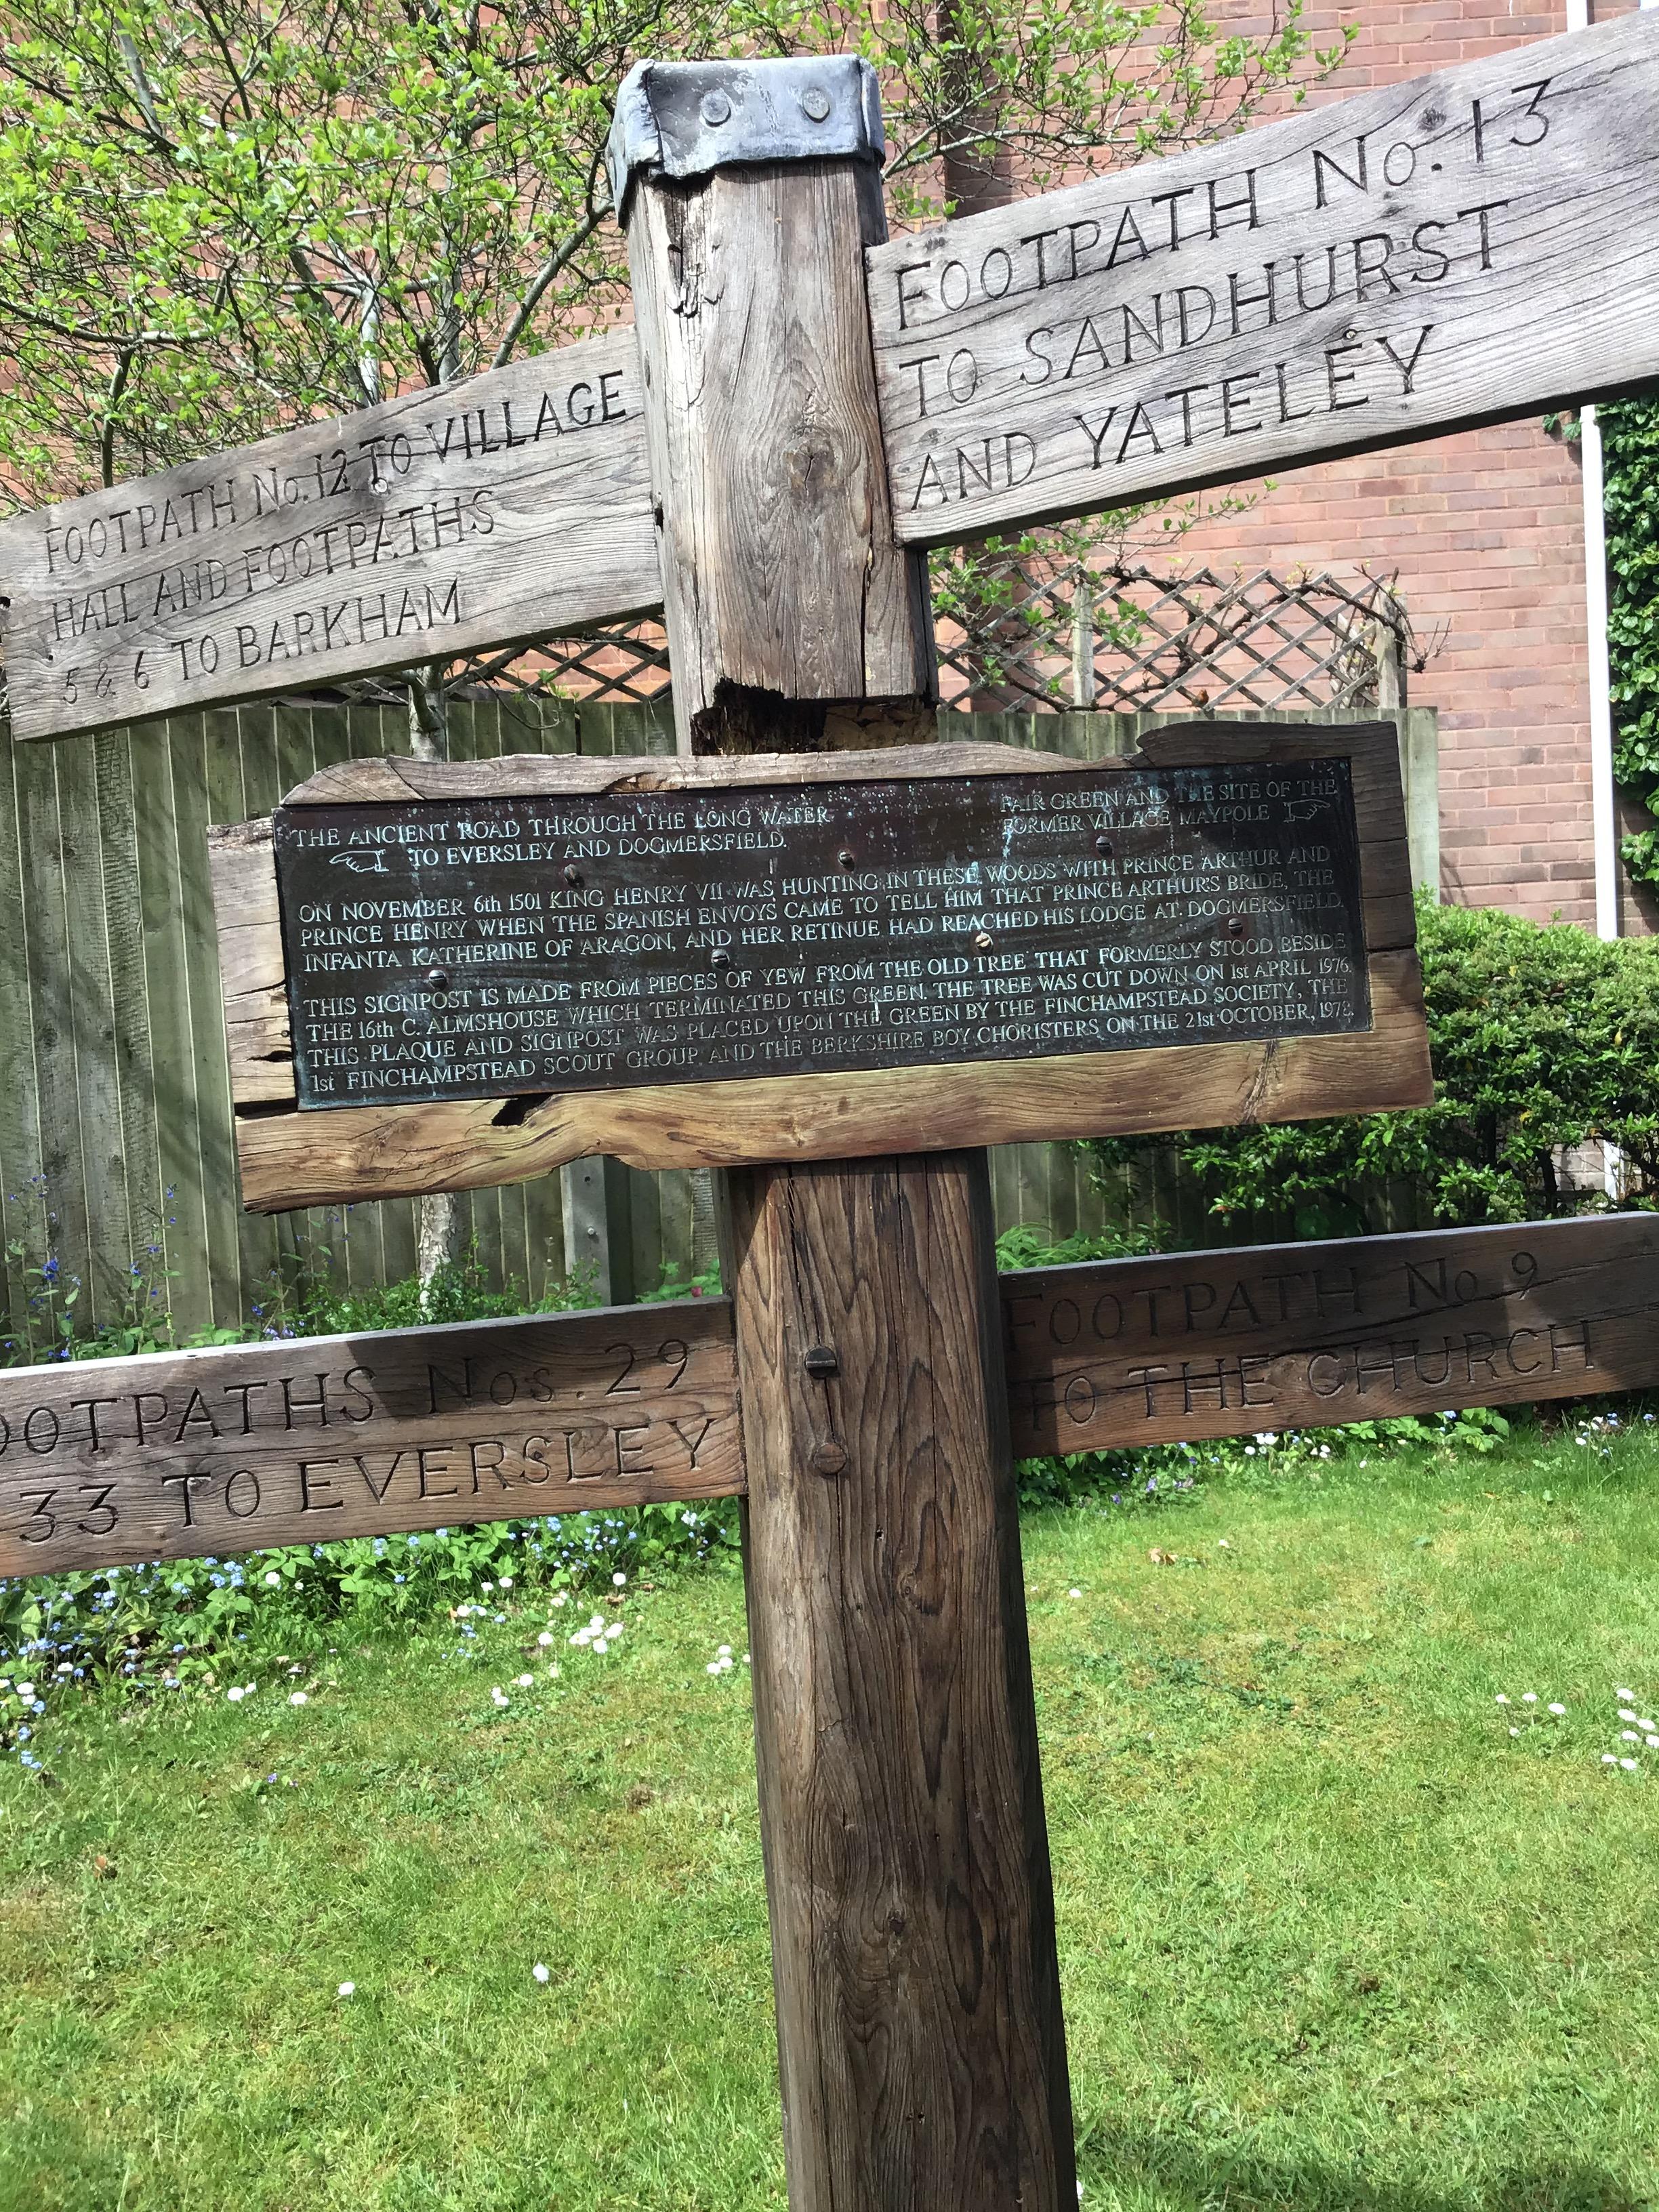 FOOTPATH No. 13
TO SANDHURST
AND YATELEY
FOOTPATH No. 12 TO VILLAGE
HALL AND FOOTPATHS
5 & 6 TO BARKHAM
THE ANCIENT ROAD THROUGH THE LONG WATER
TO EVERSLEY AND DOGMERSFIELD.
FAIR GREEN AND THE SITE OF THE
FORMER VILLAGE MAYPOLE
ON NOVEMBER 6th 1501 KING HENRY VII WAS HUNTING IN THESE WOODS WITH PRINCE ARTHUR AND
PRINCE HENRY WHEN THE SPANISH ENVOYS CAME TO TELL HIM THAT PRINCE ARTHUR'S BRIDE, THE
INFANTA KATHERINE OF ARAGON, AND HER RETINUE HAD REACHED HIS LODGE AT DOGMERSFIELD.
THIS SIGNPOST IS MADE FROM PIECES OF YEW FROM THE OLD TREE THAT FORMERLY STOOD BESIDE
THE 16th C. ALMSHOUSE WHICH TERMINATED THIS GREEN. THE TREE WAS CUT DOWN ON 1st APRIL 1976.
THIS PLAQUE AND SIGNPOST WAS PLACED UPON THE GREEN BY THE FINCHAMPSTEAD SOCIETY, THE
1st FINCHAMPSTEAD SCOUT GROUP AND THE BERKSHIRE BOY CHORISTERS ON THE 21st OCTOBER,
OOTPATHS Nos. 29
33 TO EVERSLEY
FOOTPATH No 9
TO THE CHURCH